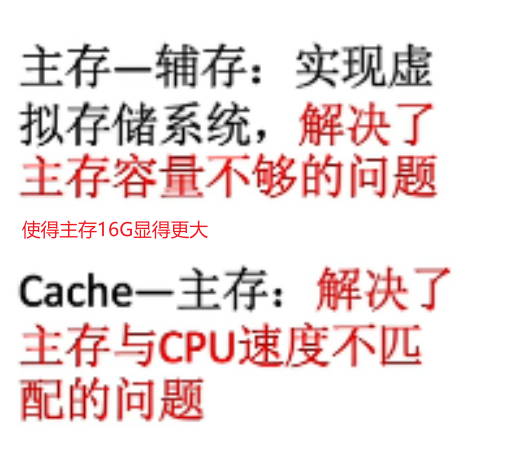 主存—辅存：实现虚
拟存储系统，解决了
主存容量不够的问题
使得主存16G显得更大
Cache—主存：解决了
主存与CPU速度不匹
配的问题